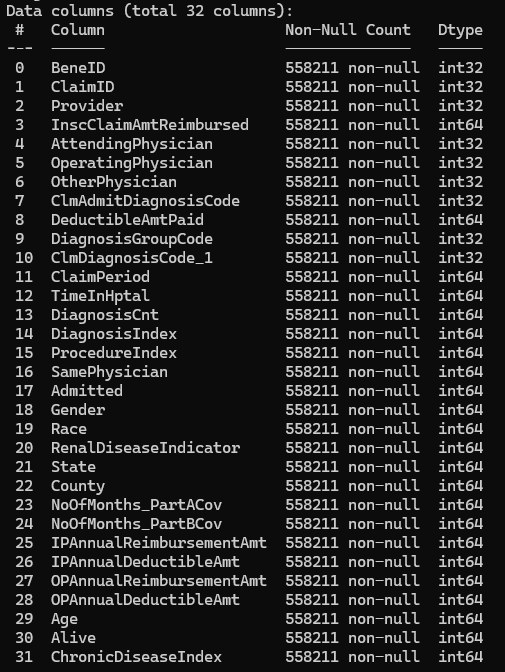 Data columns (total 32 columns):
 #   Column                    Non-Null Count   Dtype
---  ------                    --------------   -----
 0   BeneID                    558211 non-null  int32
 1   ClaimID                   558211 non-null  int32
 2   Provider                  558211 non-null  int32
 3   InscClaimAmtReimbursed    558211 non-null  int64
 4   AttendingPhysician        558211 non-null  int32
 5   OperatingPhysician        558211 non-null  int32
 6   OtherPhysician            558211 non-null  int32
 7   ClmAdmitDiagnosisCode     558211 non-null  int32
 8   DeductibleAmtPaid         558211 non-null  int64
 9   DiagnosisGroupCode        558211 non-null  int32
 10  ClmDiagnosisCode_1        558211 non-null  int32
 11  ClaimPeriod               558211 non-null  int64
 12  TimeInHptal               558211 non-null  int64
 13  DiagnosisCnt              558211 non-null  int64
 14  DiagnosisIndex            558211 non-null  int64
 15  ProcedureIndex            558211 non-null  int64
 16  SamePhysician             558211 non-null  int64
 17  Admitted                  558211 non-null  int64
 18  Gender                    558211 non-null  int64
 19  Race                      558211 non-null  int64
 20  RenalDiseaseIndicator     558211 non-null  int64
 21  State                     558211 non-null  int64
 22  County                    558211 non-null  int64
 23  NoOfMonths_PartACov       558211 non-null  int64
 24  NoOfMonths_PartBCov       558211 non-null  int64
 25  IPAnnualReimbursementAmt  558211 non-null  int64
 26  IPAnnualDeductibleAmt     558211 non-null  int64
 27  OPAnnualReimbursementAmt  558211 non-null  int64
 28  OPAnnualDeductibleAmt     558211 non-null  int64
 29  Age                       558211 non-null  int64
 30  Alive                     558211 non-null  int64
 31  ChronicDiseaseIndex       558211 non-null  int64